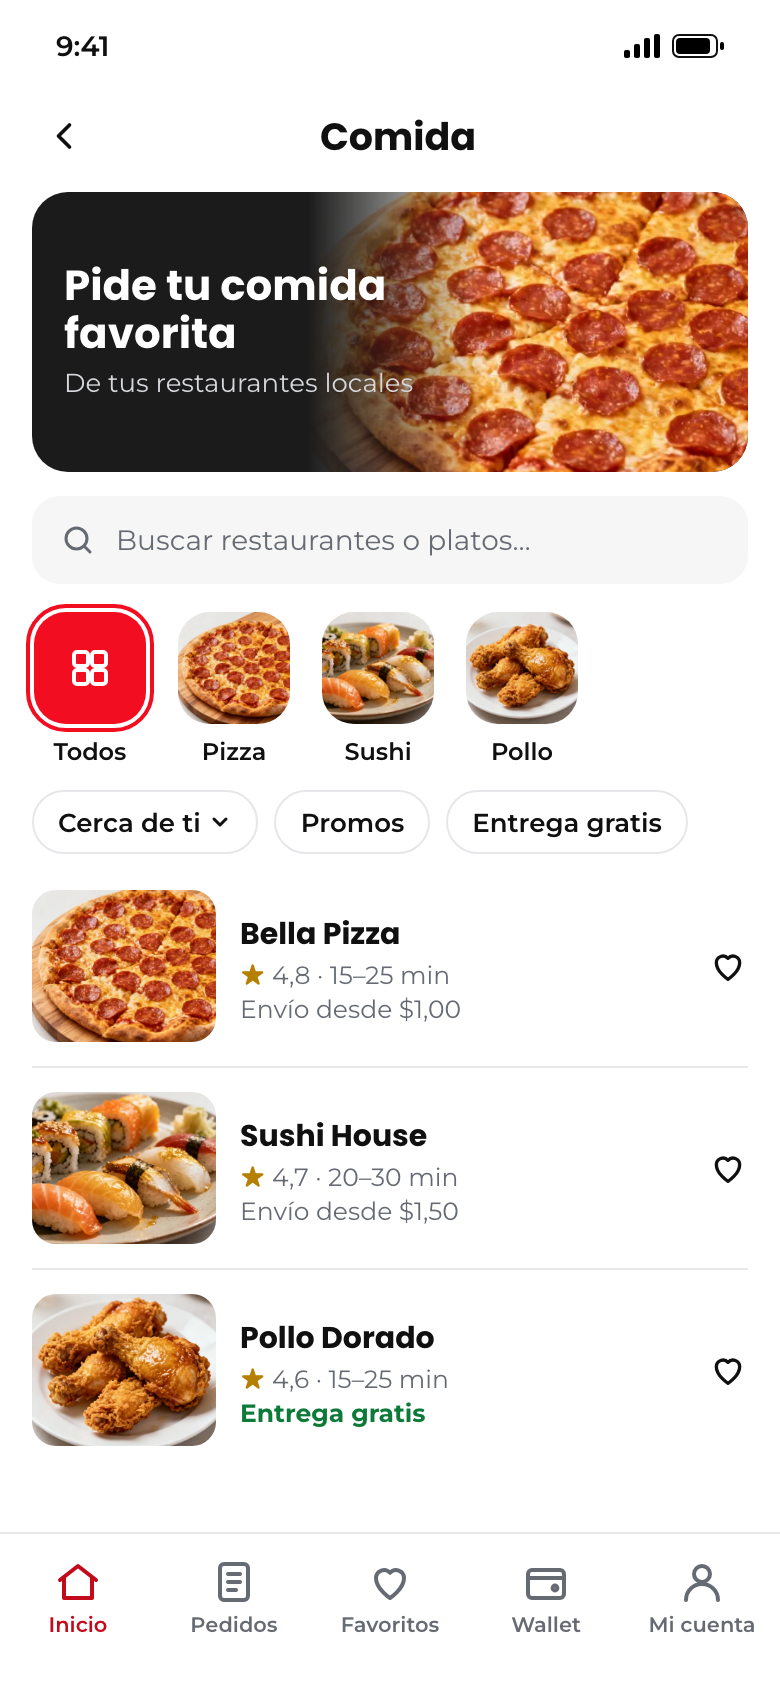 9:41
Comida
Pide tu comida
favorita
De tus restaurantes locales
Buscar restaurantes o platos...
Todos
Pizza
Sushi
Pollo
Cerca de ti
Promos
Entrega gratis
Bella Pizza
4,8 · 15–25 min
Envío desde $1,00
Sushi House
4,7 · 20–30 min
Envío desde $1,50
Pollo Dorado
4,6 · 15–25 min
Entrega gratis
Inicio
Pedidos
Favoritos
Wallet
Mi cuenta